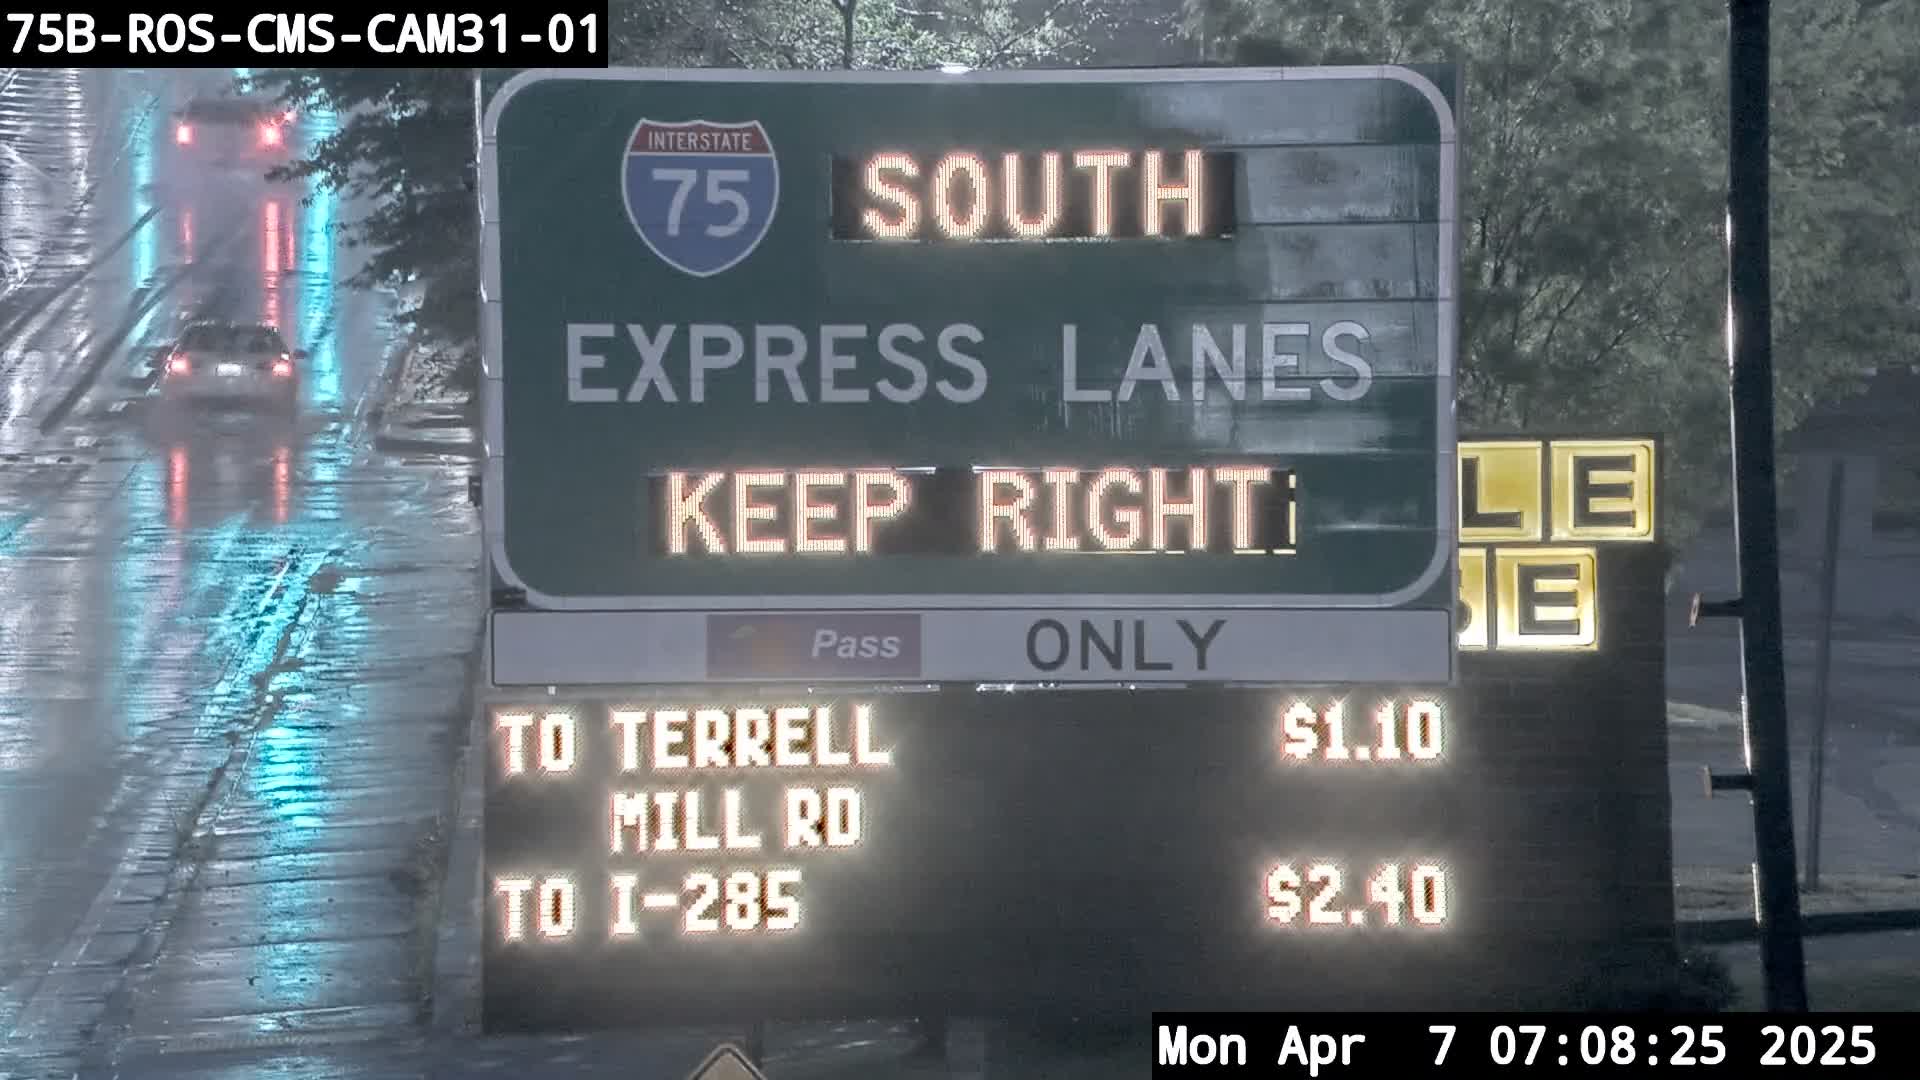 75B-ROS-CMS-CAM31-01
INTERSTATE
75
SOUTH
EXPRESS LANES
KEEP RIGHT
Pass ONLY
TO TERRELL $1.10
MILL RD
TO I-285 $2.40
LE
E
Mon Apr 7 07:08:25 2025